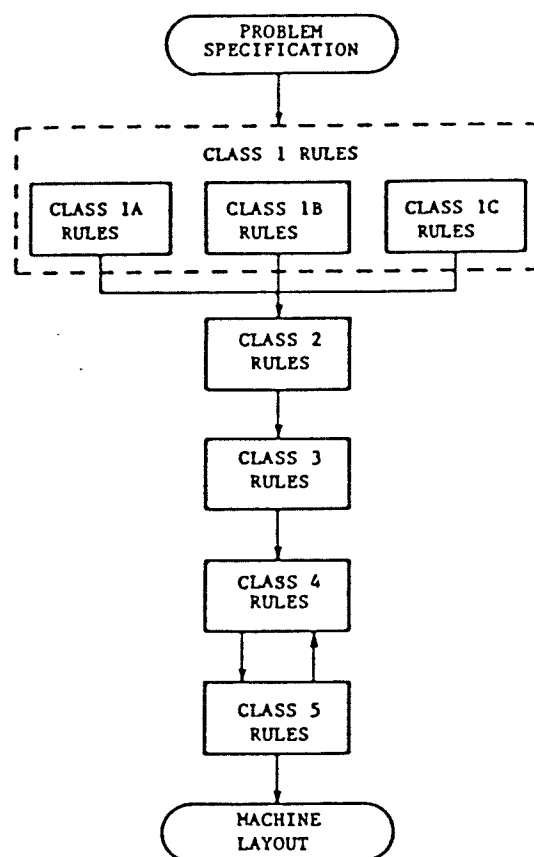 PROBLEM
SPECIFICATION
CLASS 1 RULES
CLASS 1A
RULES
CLASS 1B
RULES
CLASS 1C
RULES
CLASS 2
RULES
CLASS 3
RULES
CLASS 4
RULES
CLASS 5
RULES
MACHINE
LAYOUT